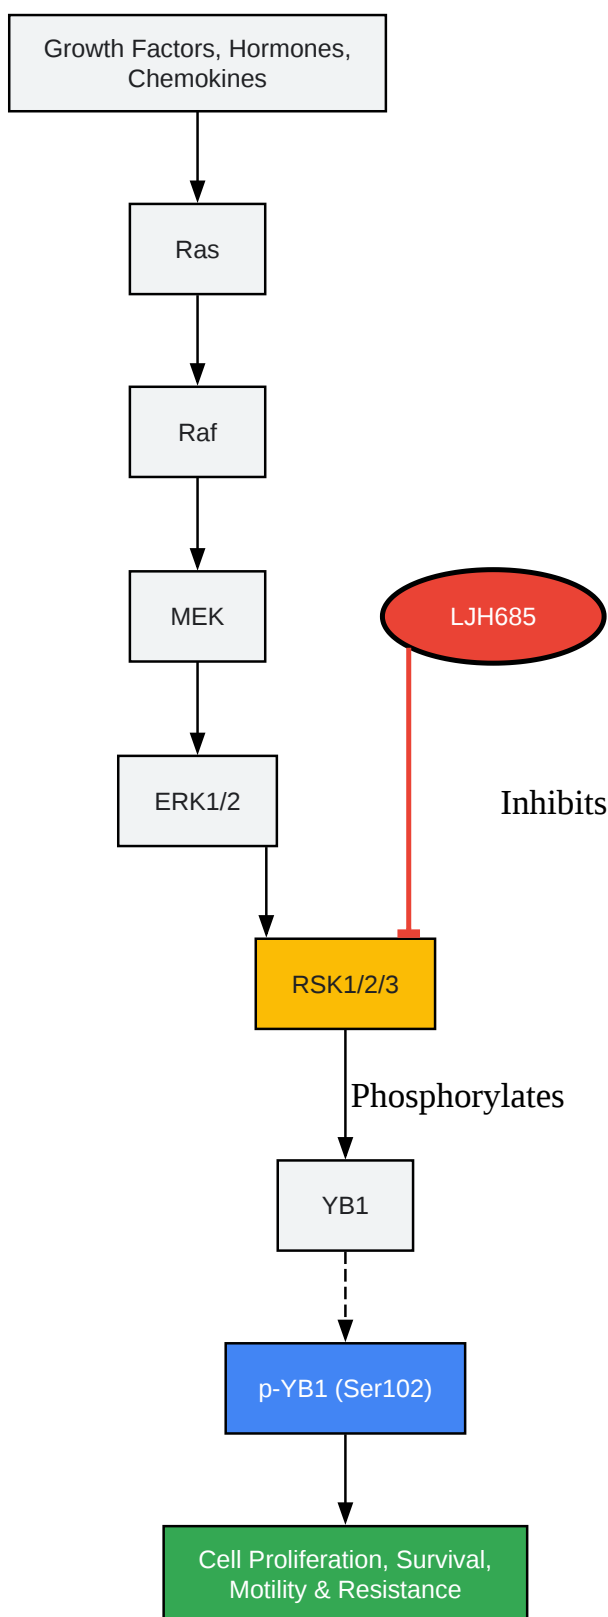 Growth Factors, Hormones,
Chemokines
Ras
Raf
MEK
LJH685
ERK1/2
Inhibits
RSK1/2/3
Phosphorylates
YB1
p-YB1 (Ser102)
Cell Proliferation, Survival,
Motility & Resistance